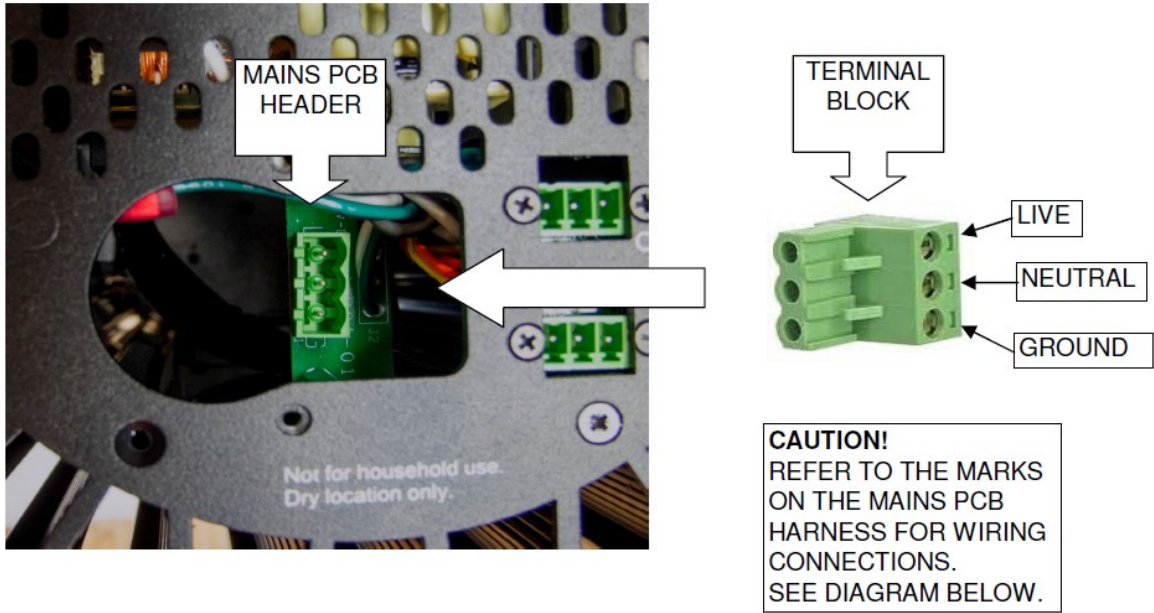 MAINS PCB
HEADER
TERMINAL
BLOCK
LIVE
NEUTRAL
GROUND
J2
Not for household use.
Dry location only.
CAUTION!
REFER TO THE MARKS
ON THE MAINS PCB
HARNESS FOR WIRING
CONNECTIONS.
SEE DIAGRAM BELOW.